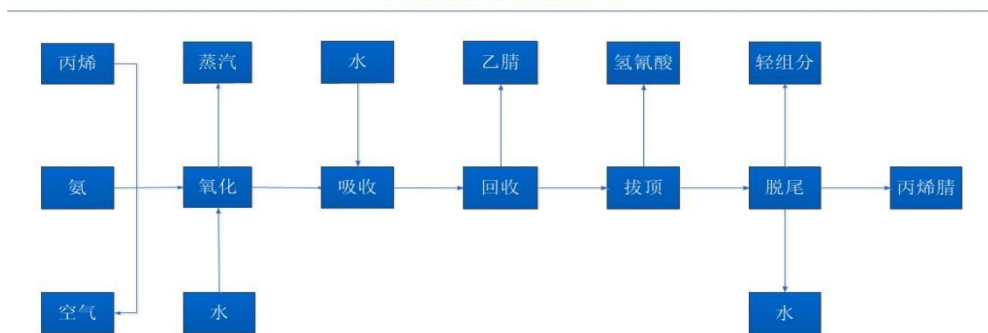 丙烯
蒸汽
水
乙腈
氢氰酸
轻组分
氨
氧化
吸收
回收
拔顶
脱尾
丙烯腈
空气
水
水